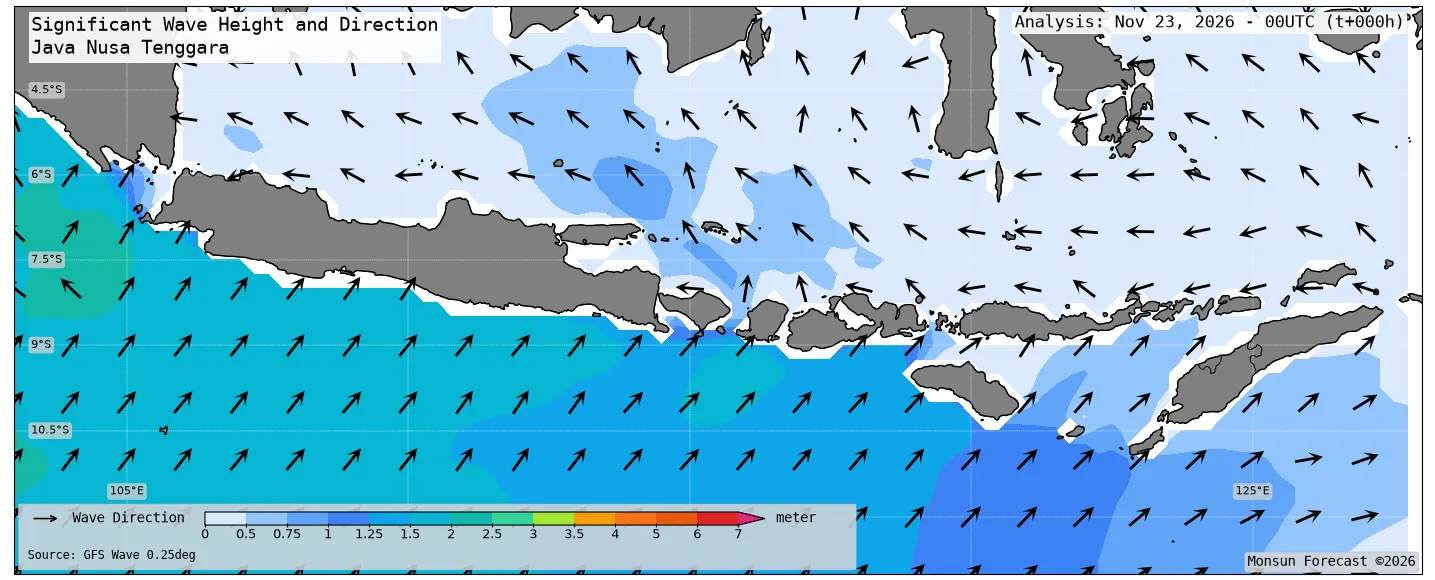 Significant Wave Height and Direction
Java Nusa Tenggara
Analysis: Nov 23, 2026 - 00UTC (t+000h)
4.5°S
6°S
7.5°S
9°S
10.5°S
105°E
125°E
Wave Direction
meter
0 0.5 0.75 1 1.25 1.5 2 2.5 3 3.5 4 5 6 7
Source: GFS Wave 0.25deg
Monsun Forecast ©2026